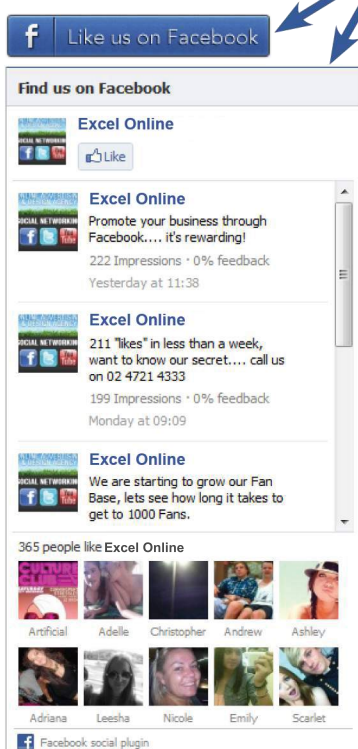 f Like us on Facebook
Find us on Facebook
Excel Online
Like
Excel Online
Promote your business through
Facebook.... it's rewarding!
222 Impressions · 0% feedback
Yesterday at 11:38
Excel Online
211 "likes" in less than a week,
want to know our secret.... call us
on 02 4721 4333
199 Impressions · 0% feedback
Monday at 09:09
Excel Online
We are starting to grow our Fan
Base, lets see how long it takes to
get to 1000 Fans.
365 people like Excel Online
Artificial Adelle Christopher Andrew Ashley
Adriana Leesha Nicole Emily Scarlet
Facebook social plugin